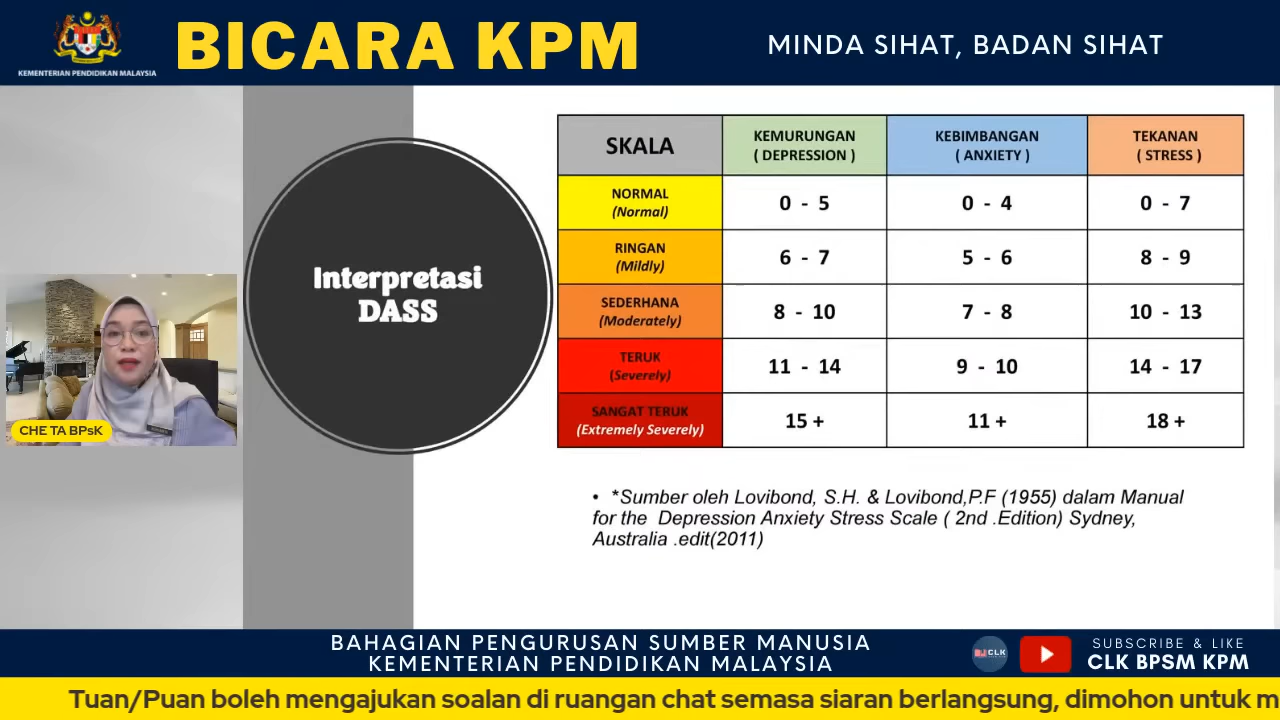 KEMENTERIAN PENDIDIKAN MALAYSIA
BICARA KPM
MINDA SIHAT, BADAN SIHAT
Interpretasi
DASS
SKALA
KEMURUNGAN
( DEPRESSION )
KEBIMBANGAN
( ANXIETY )
TEKANAN
( STRESS )
NORMAL
(Normal)
0 - 5
0 - 4
0 - 7
RINGAN
(Mildly)
6 - 7
5 - 6
8 - 9
SEDERHANA
(Moderately)
8 - 10
7 - 8
10 - 13
TERUK
(Severely)
11 - 14
9 - 10
14 - 17
SANGAT TERUK
(Extremely Severely)
15 +
11 +
18 +
• *Sumber oleh Lovibond, S.H. & Lovibond,P.F (1955) dalam Manual
for the Depression Anxiety Stress Scale ( 2nd .Edition) Sydney,
Australia .edit(2011)
CHE TA BPsK
BAHAGIAN PENGURUSAN SUMBER MANUSIA
KEMENTERIAN PENDIDIKAN MALAYSIA
CLK
SUBSCRIBE & LIKE
CLK BPSM KPM
Tuan/Puan boleh mengajukan soalan di ruangan chat semasa siaran berlangsung, dimohon untuk m